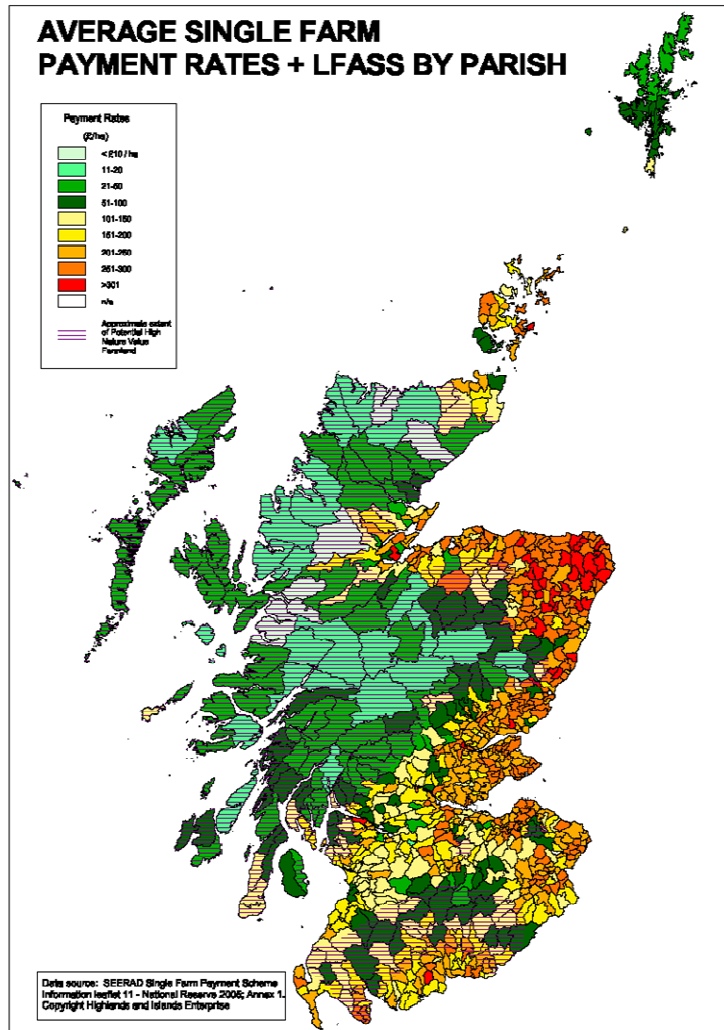 AVERAGE SINGLE FARM
PAYMENT RATES + LFASS BY PARISH
Payment Rates
(£/ha)
< £10 / ha
11-20
21-50
51-100
101-150
151-200
201-250
251-300
>301
n/a
Approximate extent
of Potential High
Nature Value
Farmland
Data source: SEERAD Single Farm Payment Scheme
Information leaflet 11 - National Reserve 2005; Annex 1.
Copyright Highlands and Islands Enterprise